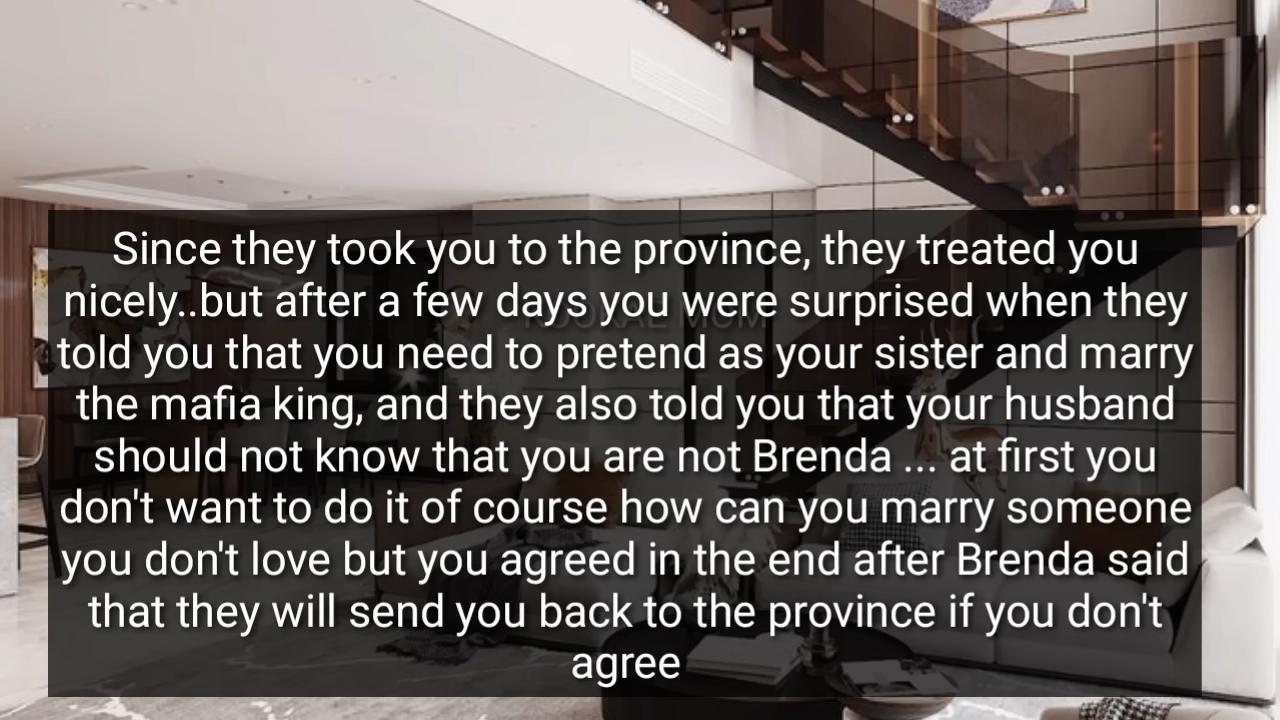 Since they took you to the province, they treated you
nicely..but after a few days you were surprised when they
told you that you need to pretend as your sister and marry
the mafia king, and they also told you that your husband
should not know that you are not Brenda ... at first you
don't want to do it of course how can you marry someone
you don't love but you agreed in the end after Brenda said
that they will send you back to the province if you don't
agree